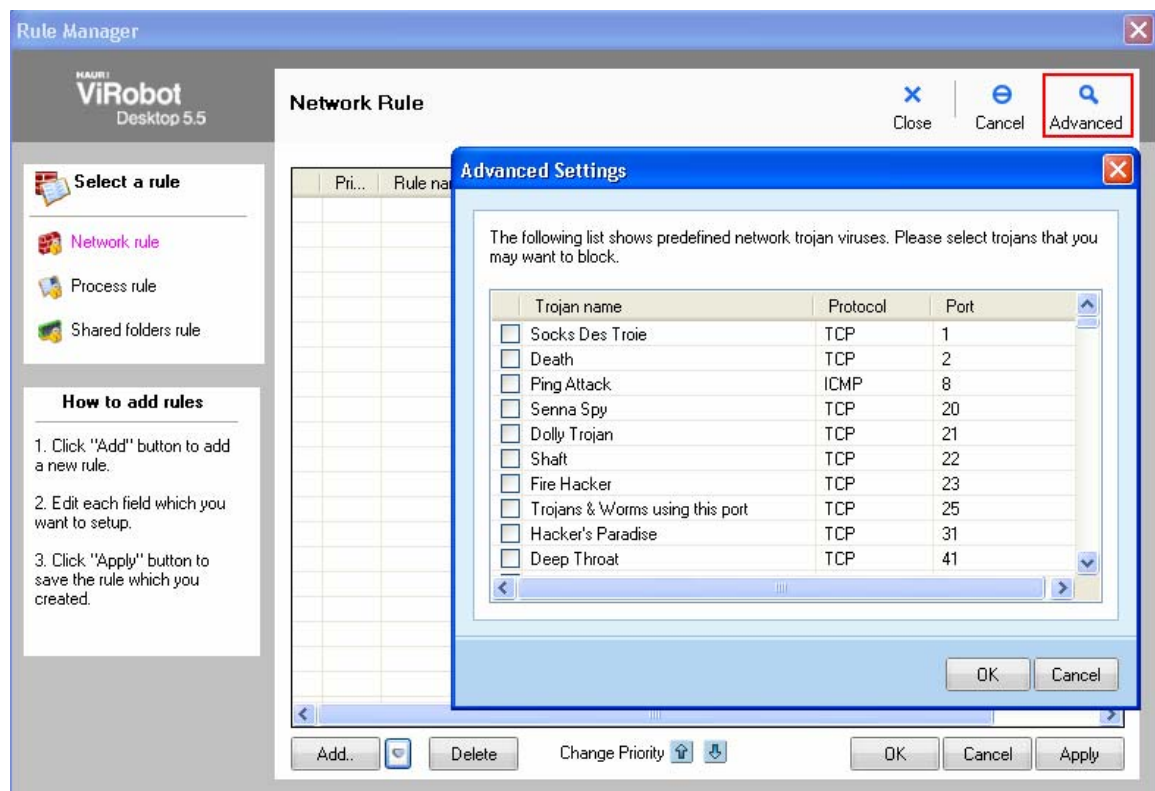 Rule Manager
HAURI
ViRobot
Desktop 5.5
Network Rule
Close
Cancel
Advanced
Select a rule
Network rule
Process rule
Shared folders rule
How to add rules
1. Click "Add" button to add
a new rule.
2. Edit each field which you
want to setup.
3. Click "Apply" button to
save the rule which you
created.
Pri... Rule na
Advanced Settings
The following list shows predefined network trojan viruses. Please select trojans that you
may want to block.
Trojan name Protocol Port
Socks Des Troie TCP 1
Death TCP 2
Ping Attack ICMP 8
Senna Spy TCP 20
Dolly Trojan TCP 21
Shaft TCP 22
Fire Hacker TCP 23
Trojans & Worms using this port TCP 25
Hacker's Paradise TCP 31
Deep Throat TCP 41
OK Cancel
Add.. Delete Change Priority OK Cancel Apply